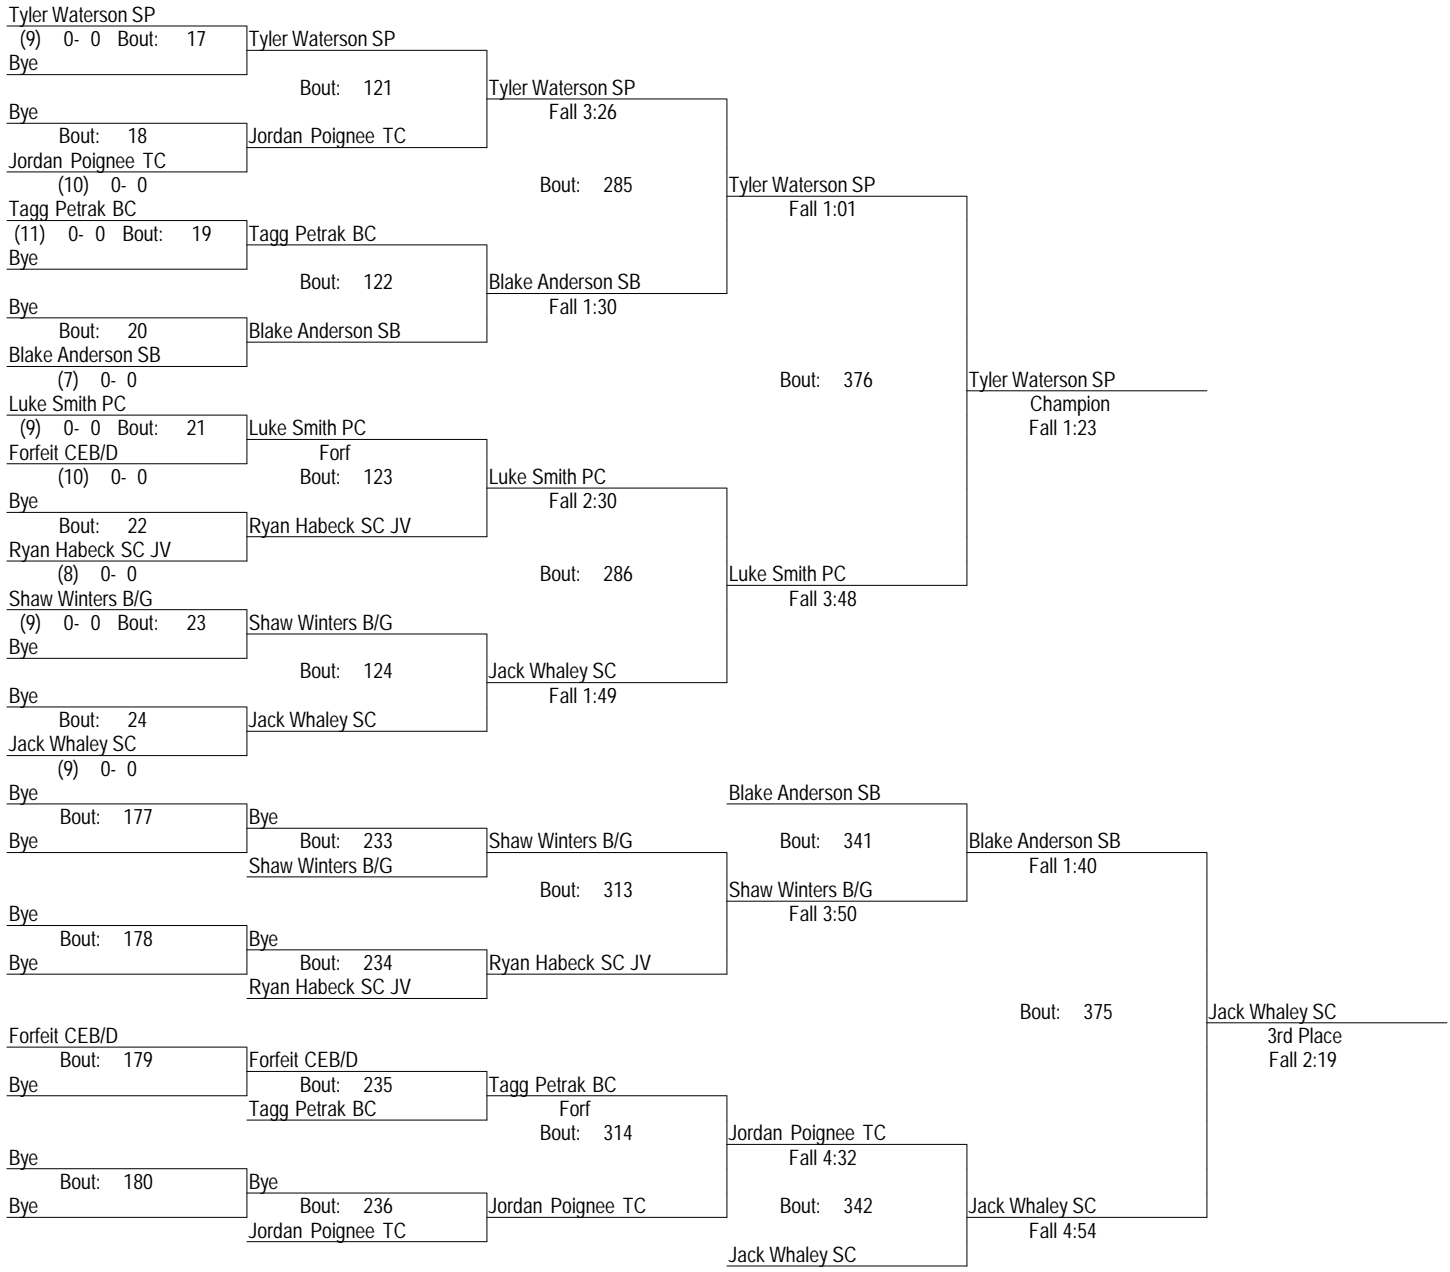 Tyler Waterson SP
(9) 0- 0 Bout: 17 Tyler Waterson SP
Bye
Bout: 121 Tyler Waterson SP
Bye Fall 3:26
Bout: 18 Jordan Poignee TC
Jordan Poignee TC
(10) 0- 0 Bout: 285 Tyler Waterson SP
Tagg Petrak BC Fall 1:01
(11) 0- 0 Bout: 19 Tagg Petrak BC
Bye
Bout: 122 Blake Anderson SB
Bye Fall 1:30
Bout: 20 Blake Anderson SB
Blake Anderson SB
(7) 0- 0 Bout: 376 Tyler Waterson SP
Luke Smith PC Champion
(9) 0- 0 Bout: 21 Luke Smith PC Fall 1:23
Forfeit CEB/D Forf
(10) 0- 0 Bout: 123 Luke Smith PC
Bye Fall 2:30
Bout: 22 Ryan Habeck SC JV
Ryan Habeck SC JV
(8) 0- 0 Bout: 286 Luke Smith PC
Shaw Winters B/G Fall 3:48
(9) 0- 0 Bout: 23 Shaw Winters B/G
Bye
Bout: 124 Jack Whaley SC
Bye Fall 1:49
Bout: 24 Jack Whaley SC
Jack Whaley SC
(9) 0- 0
Bye Blake Anderson SB
Bout: 177 Bye
Bye Bout: 233 Shaw Winters B/G Bout: 341 Blake Anderson SB
Shaw Winters B/G Fall 1:40
Bout: 313 Shaw Winters B/G
Bye Fall 3:50
Bout: 178 Bye
Bye Bout: 234 Ryan Habeck SC JV
Ryan Habeck SC JV
Bout: 375 Jack Whaley SC
Forfeit CEB/D 3rd Place
Bout: 179 Forfeit CEB/D Fall 2:19
Bye Bout: 235 Tagg Petrak BC
Tagg Petrak BC Forf
Bout: 314 Jordan Poignee TC
Bye Fall 4:32
Bout: 180 Bye
Bye Bout: 236 Jordan Poignee TC Bout: 342 Jack Whaley SC
Jordan Poignee TC Fall 4:54
Jack Whaley SC